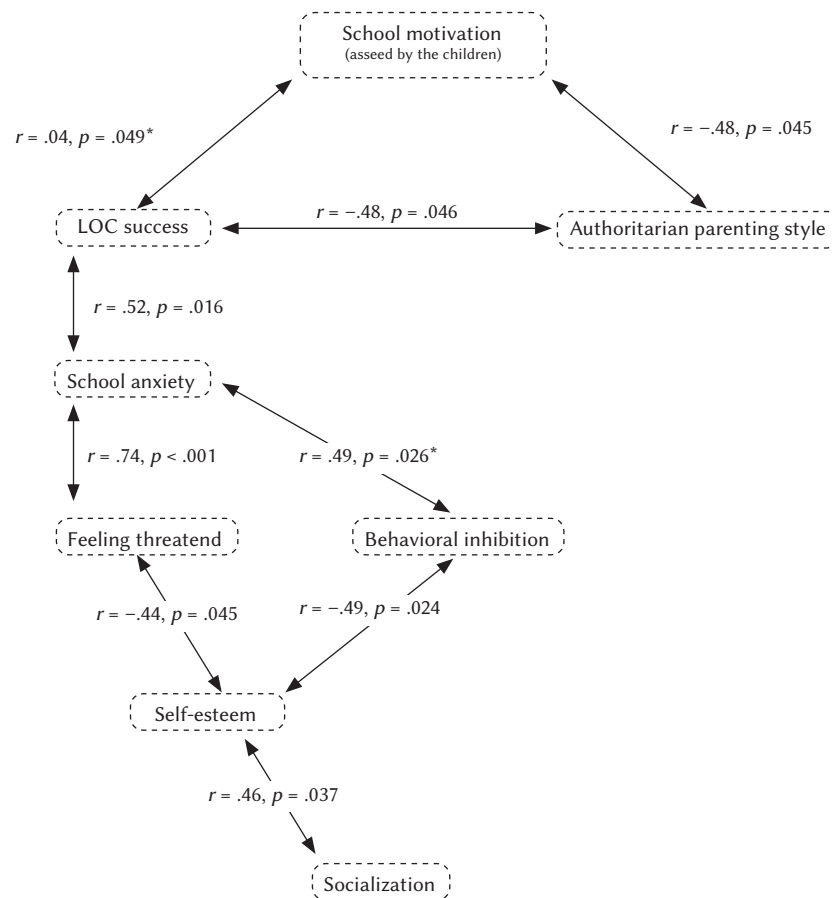 School motivation
(asseed by the children)
r = .04, p = .049*
r = −.48, p = .045
r = −.48, p = .046
LOC success
Authoritarian parenting style
r = .52, p = .016
School anxiety
r = .74, p < .001
r = .49, p = .026*
Feeling threatend
Behavioral inhibition
r = −.44, p = .045
r = −.49, p = .024
Self-esteem
r = .46, p = .037
Socialization